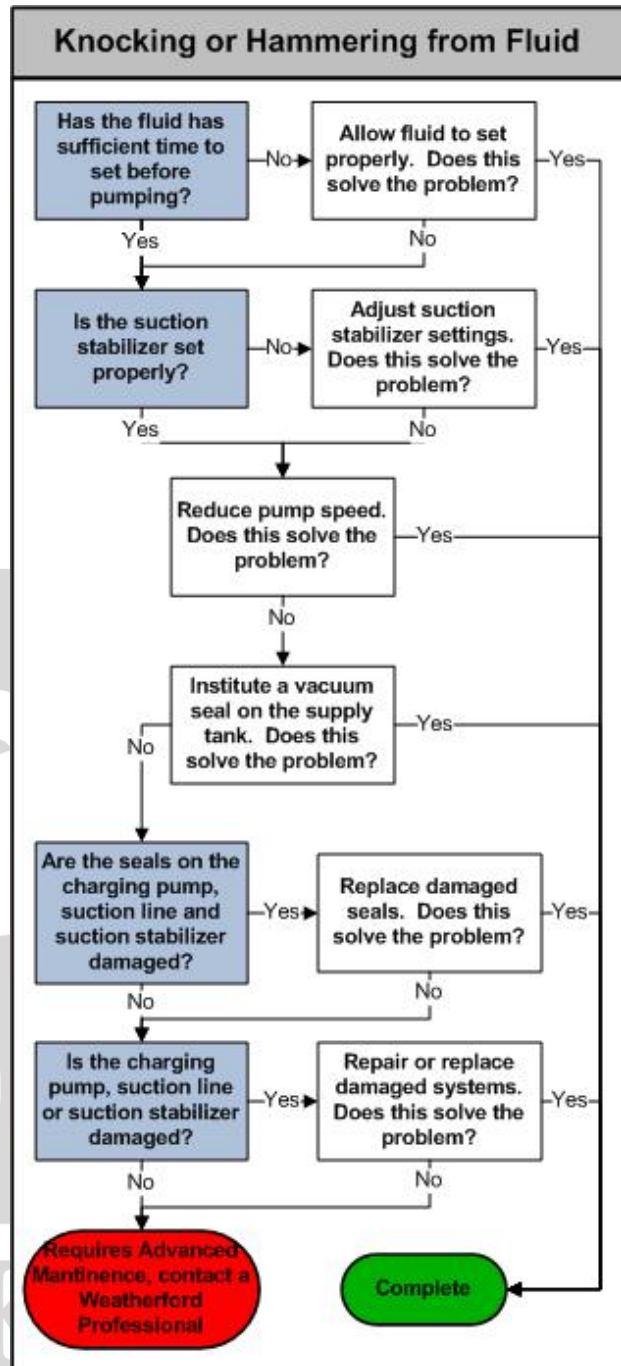 Knocking or Hammering from Fluid
Has the fluid has
sufficient time to
set before
pumping?
No
Allow fluid to set
properly. Does this
solve the problem?
Yes
Yes
No
Is the suction
stabilizer set
properly?
No
Adjust suction
stabilizer settings.
Does this solve the
problem?
Yes
Yes
No
Reduce pump speed.
Does this solve the
problem?
Yes
No
Institute a vacuum
seal on the supply
tank. Does this
solve the problem?
Yes
No
Are the seals on the
charging pump,
suction line and
suction stabilizer
damaged?
Yes
Replace damaged
seals. Does this
solve the problem?
Yes
No
No
Is the charging
pump, suction line
or suction stabilizer
damaged?
Yes
Repair or replace
damaged systems.
Does this solve the
problem?
Yes
No
No
Requires Advanced
Mantinence, contact a
Weatherford
Professional
Complete